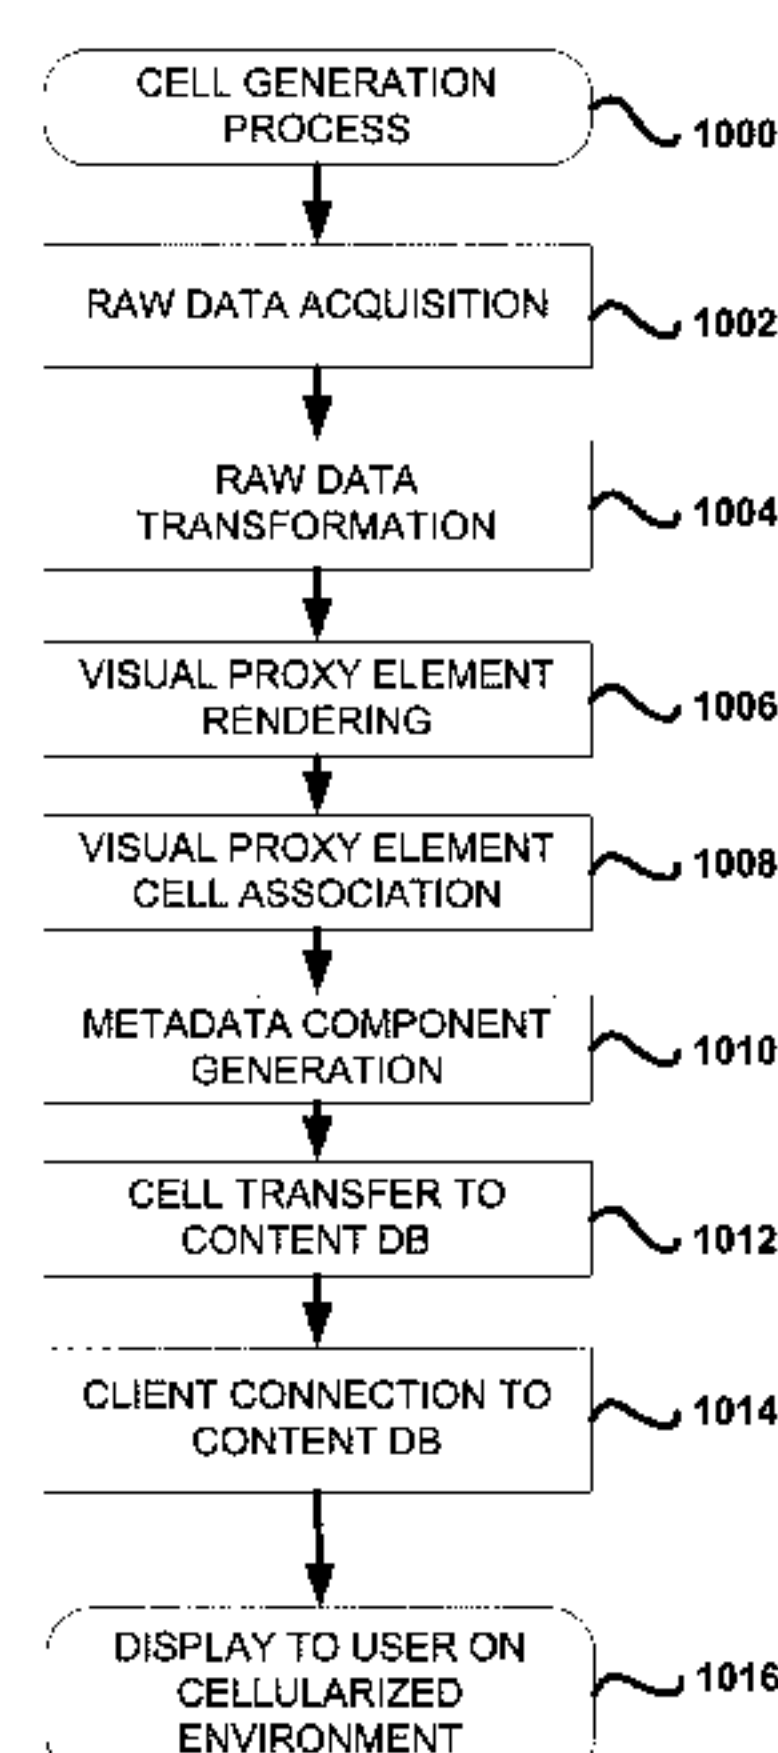 CELL GENERATION
PROCESS
1000
RAW DATA ACQUISITION
1002
RAW DATA
TRANSFORMATION
1004
VISUAL PROXY ELEMENT
RENDERING
1006
VISUAL PROXY ELEMENT
CELL ASSOCIATION
1008
METADATA COMPONENT
GENERATION
1010
CELL TRANSFER TO
CONTENT DB
1012
CLIENT CONNECTION TO
CONTENT DB
1014
DISPLAY TO USER ON
CELLULARIZED
ENVIRONMENT
1016